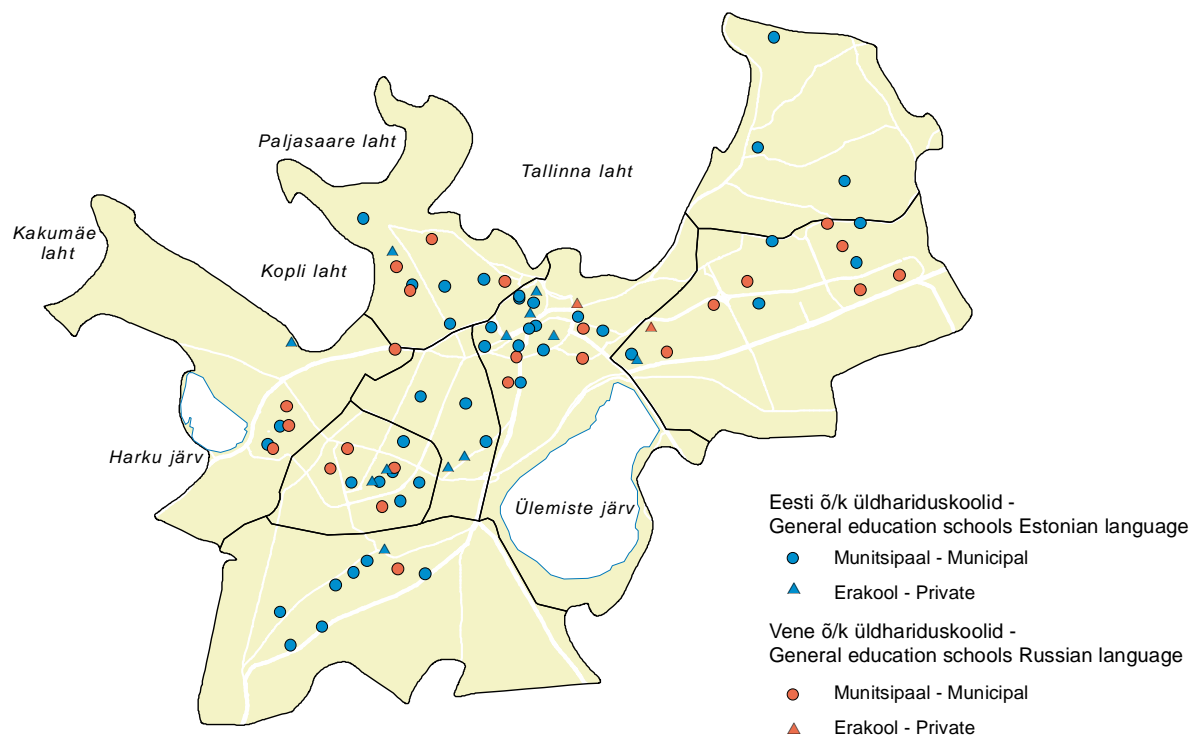 Paljasaare laht
Tallinna laht
Kakumäe
laht
Kopli laht
Harku järv
Ülemiste järv
Eesti õ/k üldhariduskoolid -
General education schools Estonian language
Munitsipaal - Municipal
Erakool - Private
Vene õ/k üldhariduskoolid -
General education schools Russian language
Munitsipaal - Municipal
Erakool - Private